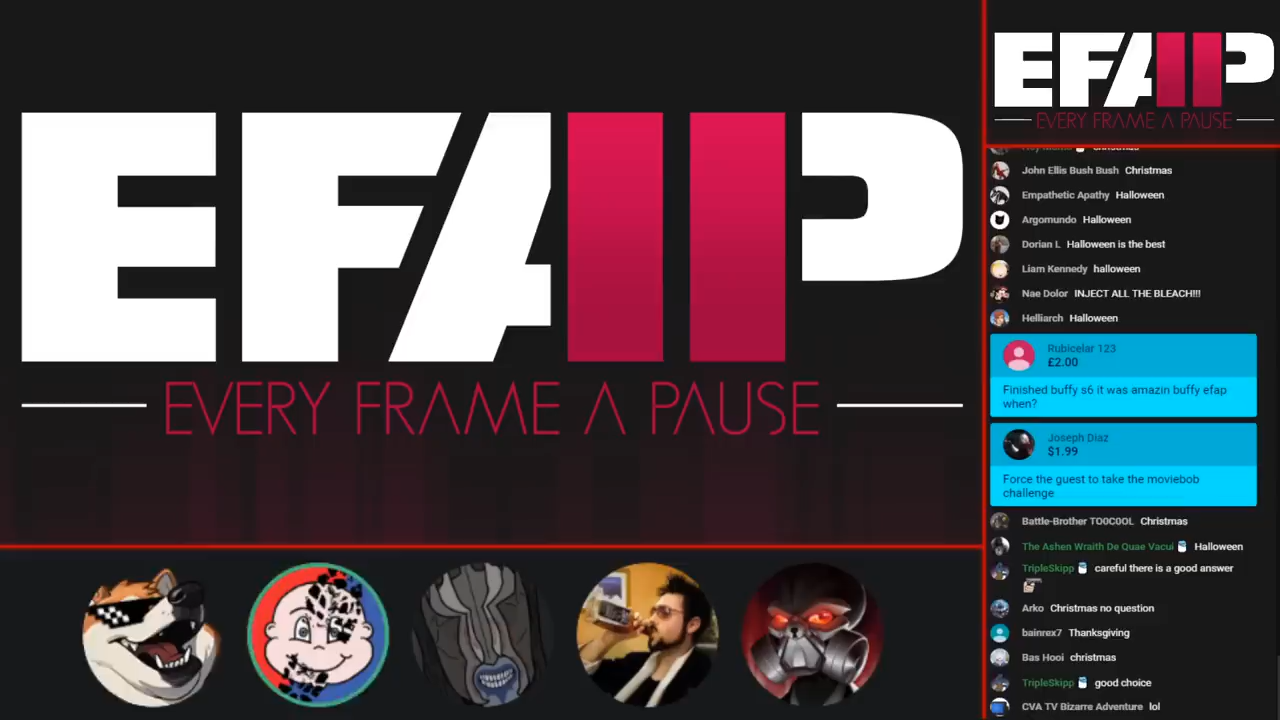 EFAP
EVERY FRAME A PAUSE
EFAP
EVERY FRAME A PAUSE
Christmas
John Ellis Bush Bush Christmas
Empathetic Apathy Halloween
Argomundo Halloween
Dorian L Halloween is the best
Liam Kennedy halloween
Nae Dolor INJECT ALL THE BLEACH!!!
Helliarch Halloween
Rubicelar 123
£2.00
Finished buffy s6 it was amazin buffy efap
when?
Joseph Diaz
$1.99
Force the guest to take the moviebob
challenge
Battle-Brother TO0C0OL Christmas
The Ashen Wraith De Quae Vacui Halloween
TripleSkipp careful there is a good answer
Arko Christmas no question
bainrex7 Thanksgiving
Bas Hooi christmas
TripleSkipp good choice
CVA TV Bizarre Adventure lol